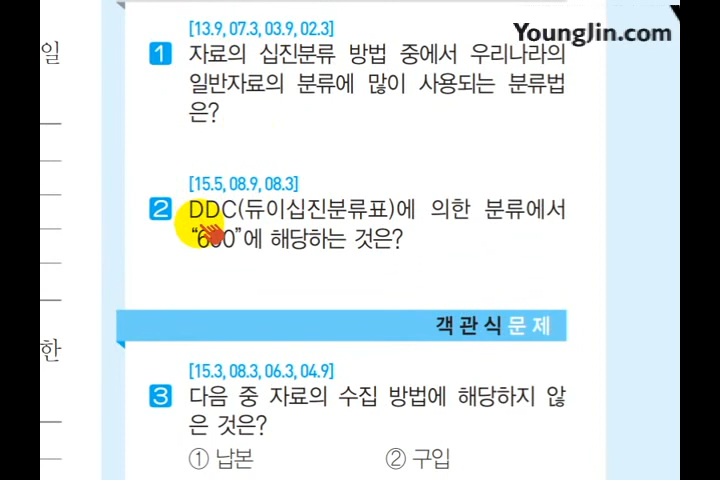 YoungJin.com
일
[13.9, 07.3, 03.9, 02.3]
1 자료의 십진분류 방법 중에서 우리나라의
일반자료의 분류에 많이 사용되는 분류법
은?
[15.5, 08.9, 08.3]
2 DDC(듀이십진분류표)에 의한 분류에서
에 해당하는 것은?
객관식 문제
한
[15.3, 08.3, 06.3, 04.9]
3 다음 중 자료의 수집 방법에 해당하지 않
은 것은?
① 납본 ② 구입